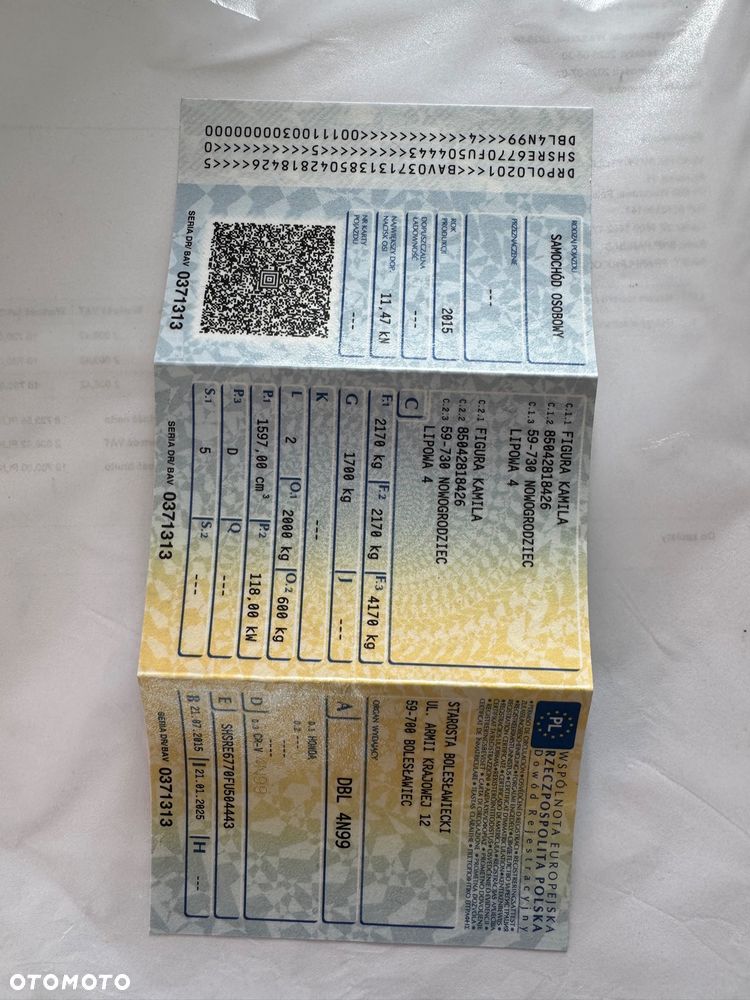 WSPÓLNOTA EUROPEJSKA
RZECZPOSPOLITA POLSKA
Dowód Rejestracyjny
PL
STAROSTA BOLESŁAWIECKI
UL. ARMII KRAJOWEJ 12
59-700 BOLESŁAWIEC
ORGAN WYDAJĄCY
A DBL 4N99
D.1 HONDA
D.2 ---
----
D D.3 CR-V
E SHSRE6770FU504443
B 21.07.2015 I 21.01.2025 H ---
SERIA DR/ BAV 0371313
C.1.1 FIGURA KAMILA
C.1.2 85042818426
C.1.3 59-730 NOWOGRODZIEC
LIPOWA 4
C.2.1 FIGURA KAMILA
C.2.2 85042818426
C.2.3 59-730 NOWOGRODZIEC
LIPOWA 4
C
F.1 2170 kg F.2 2170 kg F.3 4170 kg
G 1700 kg J ---
K ---
L 2 O.1 2000 kg O.2 600 kg
P.1 1597,00 cm³ P.2 118,00 kW
P.3 D Q ---
S.1 5 S.2 ---
SERIA DR/ BAV 0371313
RODZAJ POJAZDU
SAMOCHÓD OSOBOWY
PRZEZNACZENIE
---
ROK PRODUKCJI 2015
DOPUSZCZALNA ŁADOWNOŚĆ ---
NAJWIĘKSZY DOP. NACISK OSI 11,47 kN
NR KARTY POJAZDU ---
SERIA DR/ BAV 0371313
DRPOL0201<<<BAV037131385042818426<<<5
SHSRE6770FU504443<<5<<<<<<<<<<<<<<<<0
DBL4N99<<<4<<<<<<<<<<<001110030000000
OTOMOTO